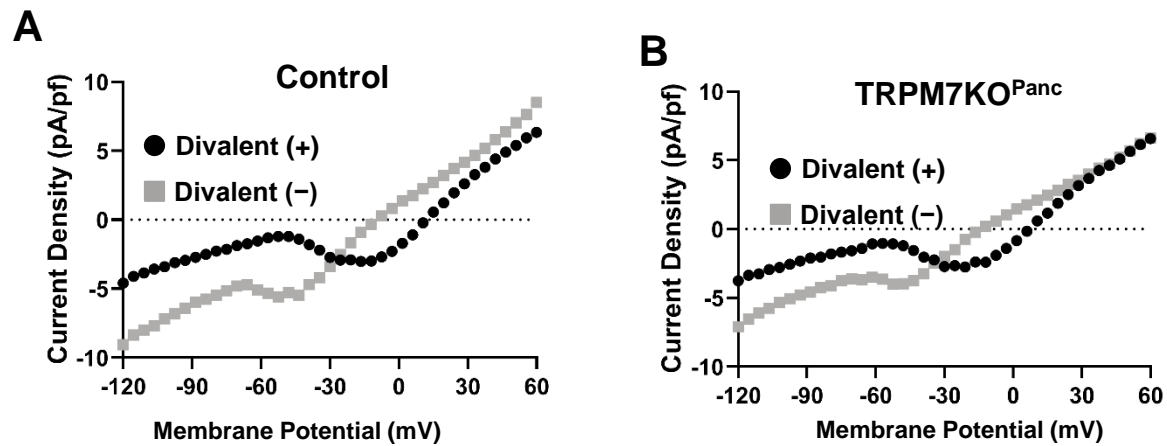 A
Control
Current Density (pA/pf)
10
5
0
-5
-10
Divalent (+)
Divalent (−)
-120 -90 -60 -30 0 30 60
Membrane Potential (mV)
B
TRPM7KOPanc
Current Density (pA/pf)
10
5
0
-5
-10
Divalent (+)
Divalent (−)
-120 -90 -60 -30 0 30 60
Membrane Potential (mV)